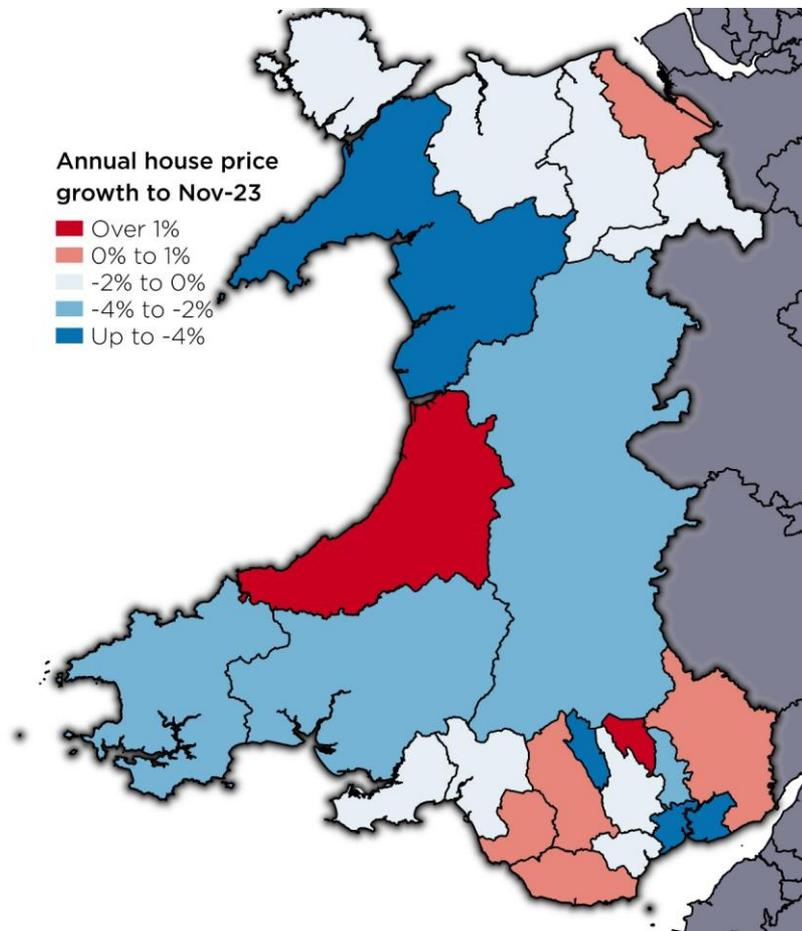 Annual house price
growth to Nov-23
Over 1%
0% to 1%
-2% to 0%
-4% to -2%
Up to -4%